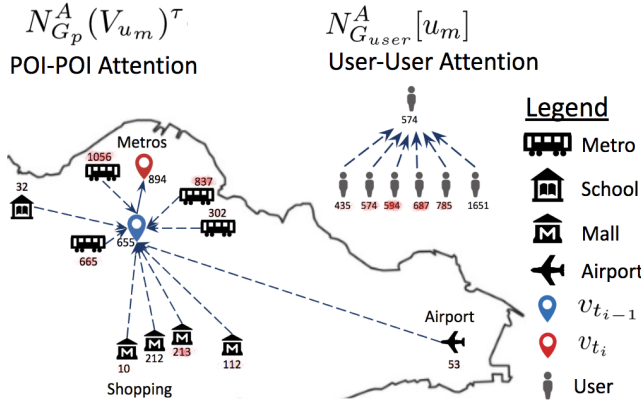 N^A_{G_p}(V_{u_m})^τ
N^A_{G_{user}}[u_m]
POI-POI Attention
User-User Attention
574
Legend
Metro
School
Mall
Airport
v_{t_{i-1}}
v_{t_i}
User
Metros
1056
894
837
32
302
655
665
435 574 594 687 785 1651
Airport
53
10 212 213 112
Shopping